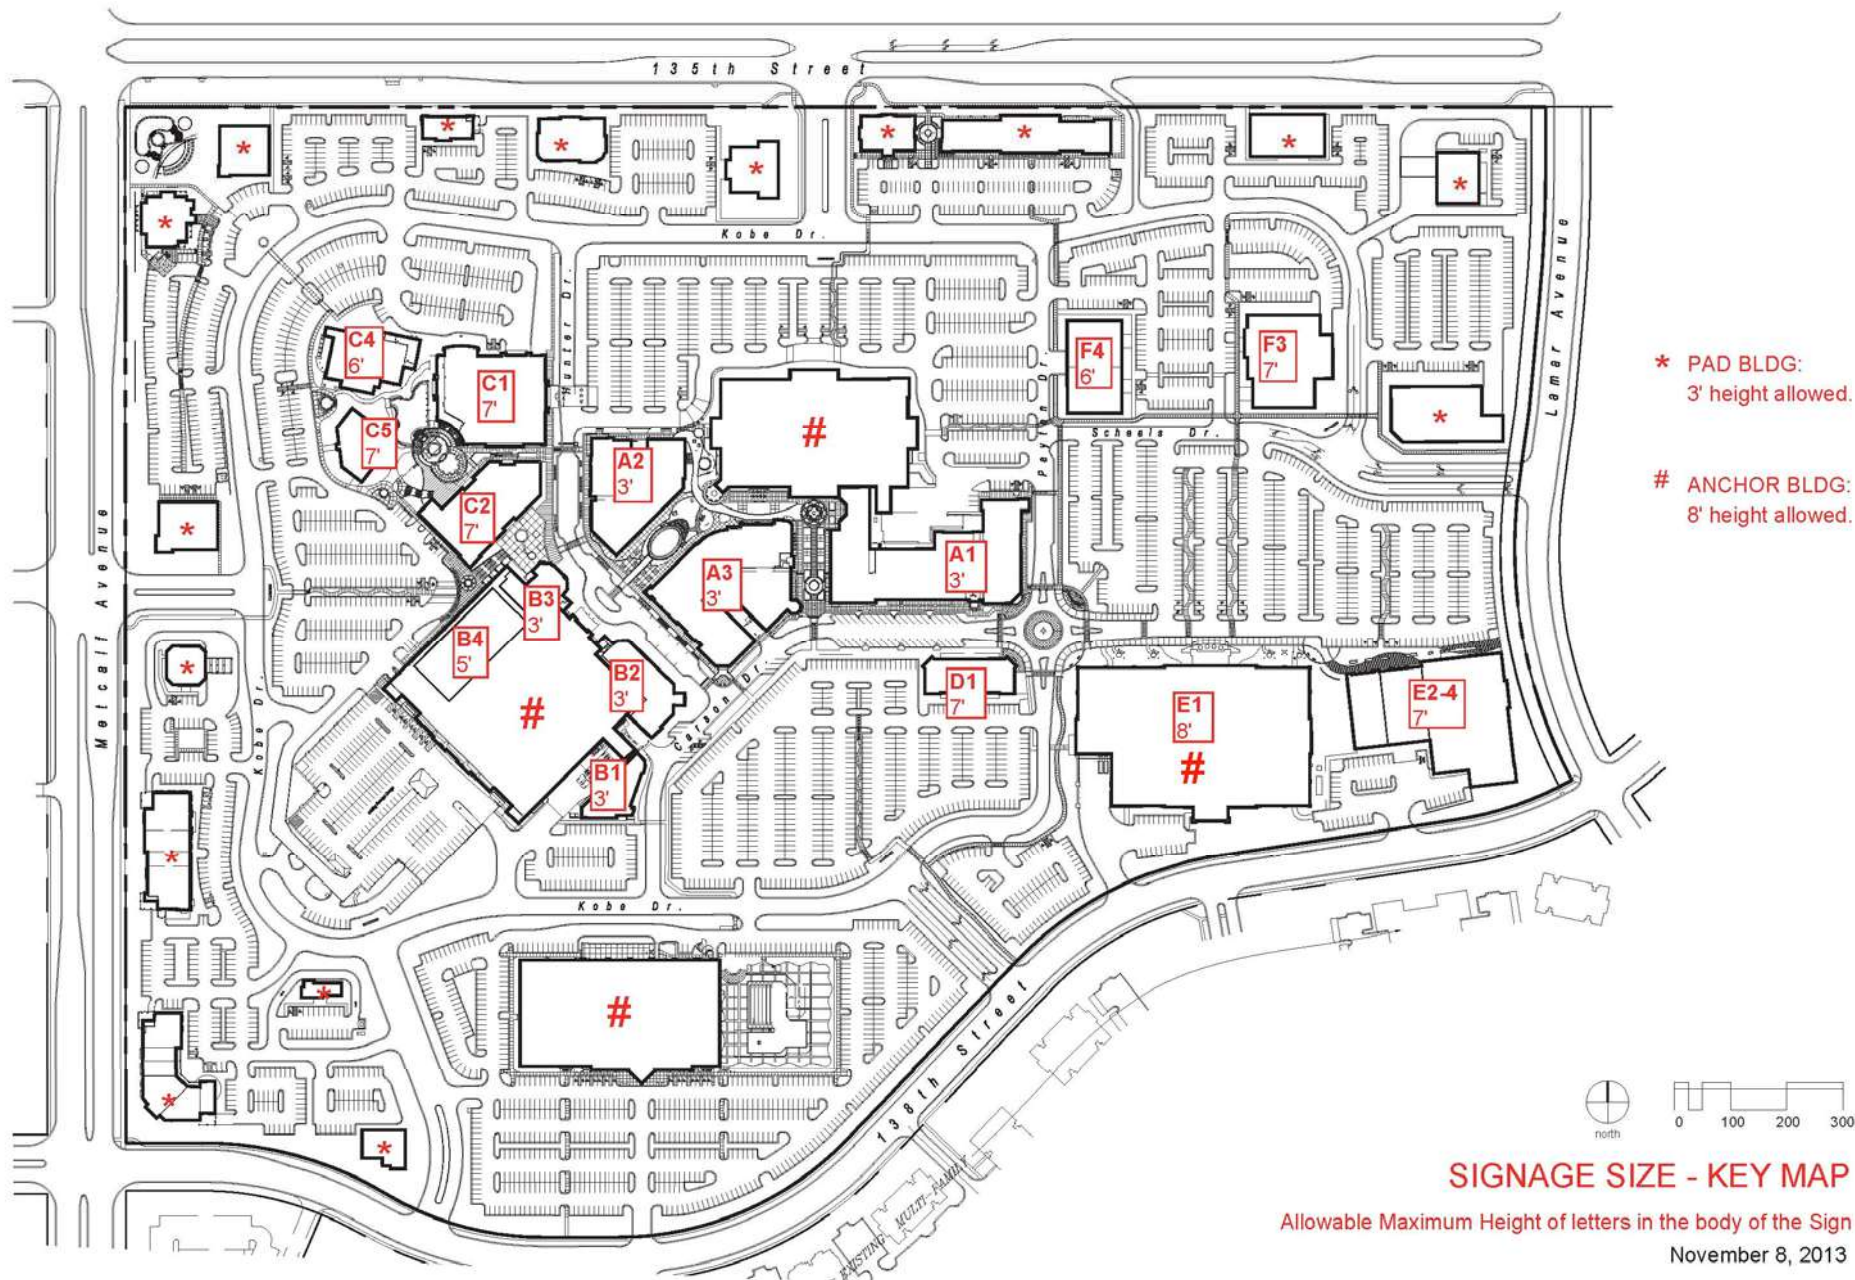 135th Street
*
*
*
*
*
*
*
*
*
Kobe Dr.
Hunter Dr.
Lamar Avenue
C4
6'
C1
7'
F4
6'
F3
7'
* PAD BLDG:
3' height allowed.
Peyton Dr.
C5
7'
#
Scheels Dr.
*
A2
3'
# ANCHOR BLDG:
8' height allowed.
C2
7'
*
Metcalf Avenue
A1
3'
A3
3'
B3
3'
B4
5'
*
B2
3'
Carson Dr.
D1
7'
E2-4
7'
E1
8'
#
#
Kobe Dr.
B1
3'
*
Kobe Dr.
*
#
138th Street
*
*
north
0 100 200 300
SIGNAGE SIZE - KEY MAP
EXISTING MULTI-FAMILY
Allowable Maximum Height of letters in the body of the Sign
November 8, 2013